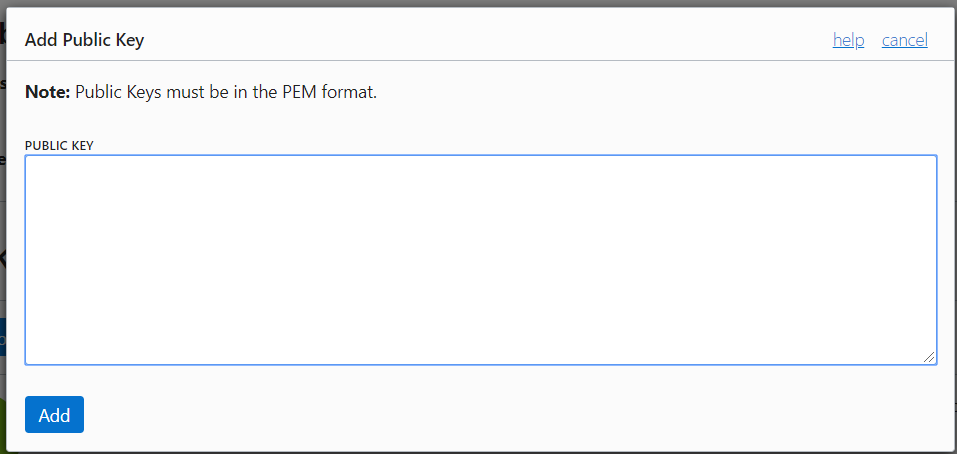 Add Public Key
help cancel
Note: Public Keys must be in the PEM format.
PUBLIC KEY
Add